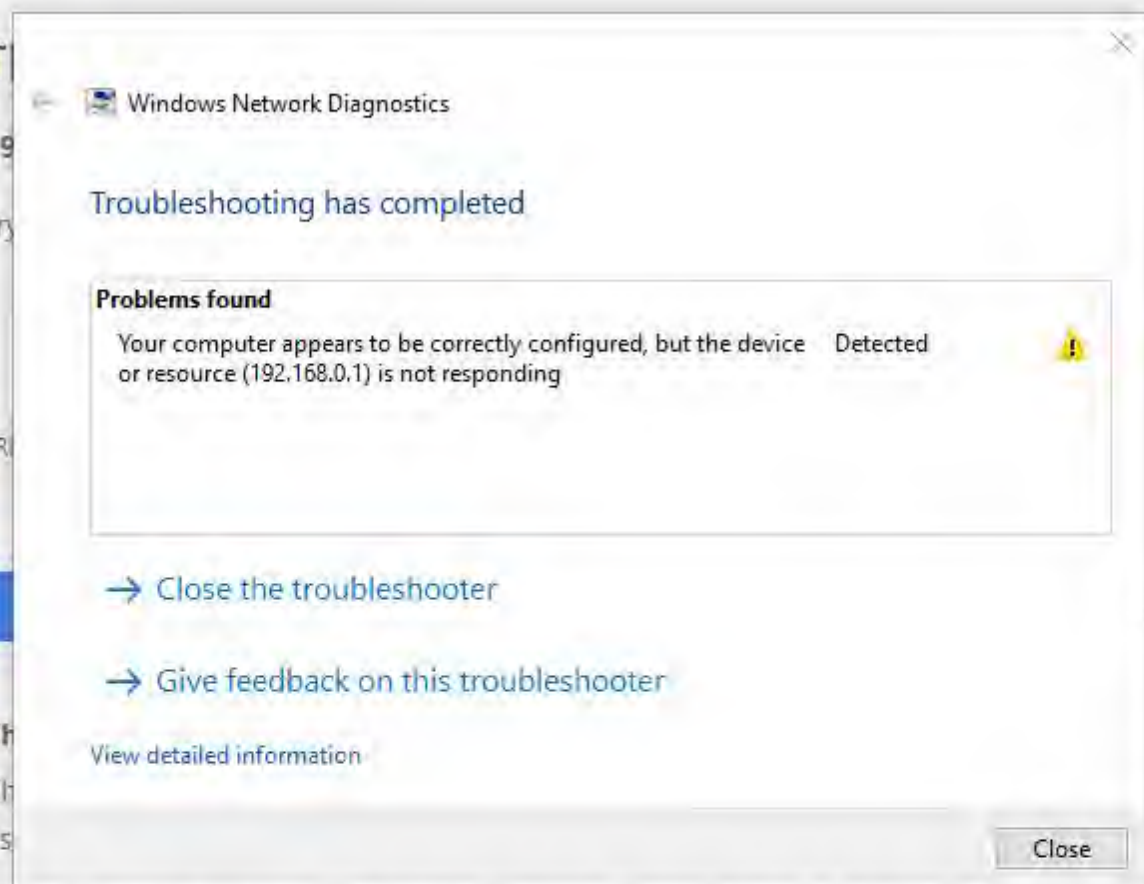 Windows Network Diagnostics
Troubleshooting has completed
Problems found
Your computer appears to be correctly configured, but the device Detected
or resource (192.168.0.1) is not responding
→ Close the troubleshooter
→ Give feedback on this troubleshooter
View detailed information
Close